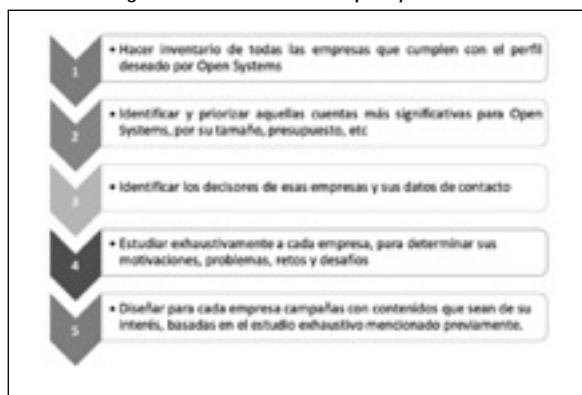 1
• Hacer inventario de todas las empresas que cumplen con el perfil
deseado por Open Systems
2
• Identificar y priorizar aquellas cuentas más significativas para Open
Systems, por su tamaño, presupuesto, etc
3
• Identificar los decisores de esas empresas y sus datos de contacto
4
• Estudiar exhaustivamente a cada empresa, para determinar sus
motivaciones, problemas, retos y desafíos
5
• Diseñar para cada empresa campañas con contenidos que sean de su
interés, basadas en el estudio exhaustivo mencionado previamente.